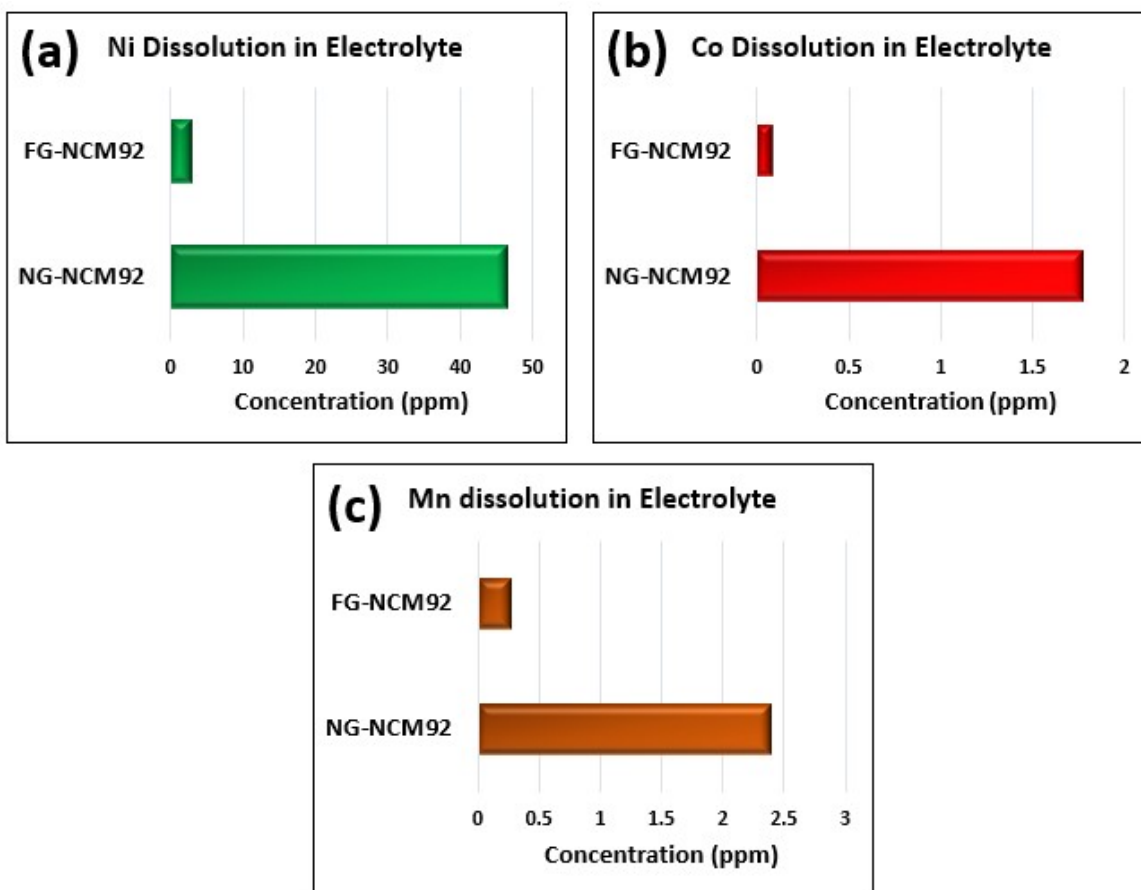 (a) Ni Dissolution in Electrolyte
FG-NCM92
NG-NCM92
0 10 20 30 40 50
Concentration (ppm)
(b) Co Dissolution in Electrolyte
FG-NCM92
NG-NCM92
0 0.5 1 1.5 2
Concentration (ppm)
(c) Mn dissolution in Electrolyte
FG-NCM92
NG-NCM92
0 0.5 1 1.5 2 2.5 3
Concentration (ppm)